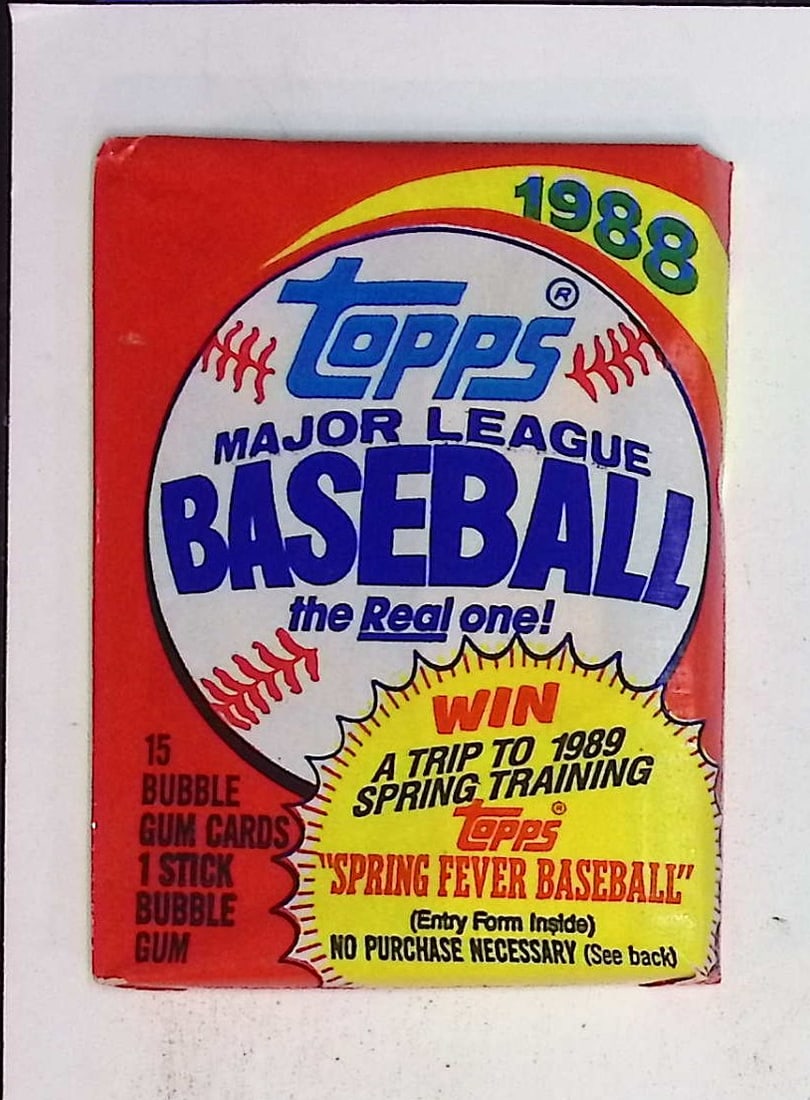 1988
Topps ®
MAJOR LEAGUE
BASEBALL
the Real one!
WIN
A TRIP TO 1989
SPRING TRAINING
Topps ®
"SPRING FEVER BASEBALL"
(Entry Form Inside)
NO PURCHASE NECESSARY (See back)
15
BUBBLE
GUM CARDS
1 STICK
BUBBLE
GUM